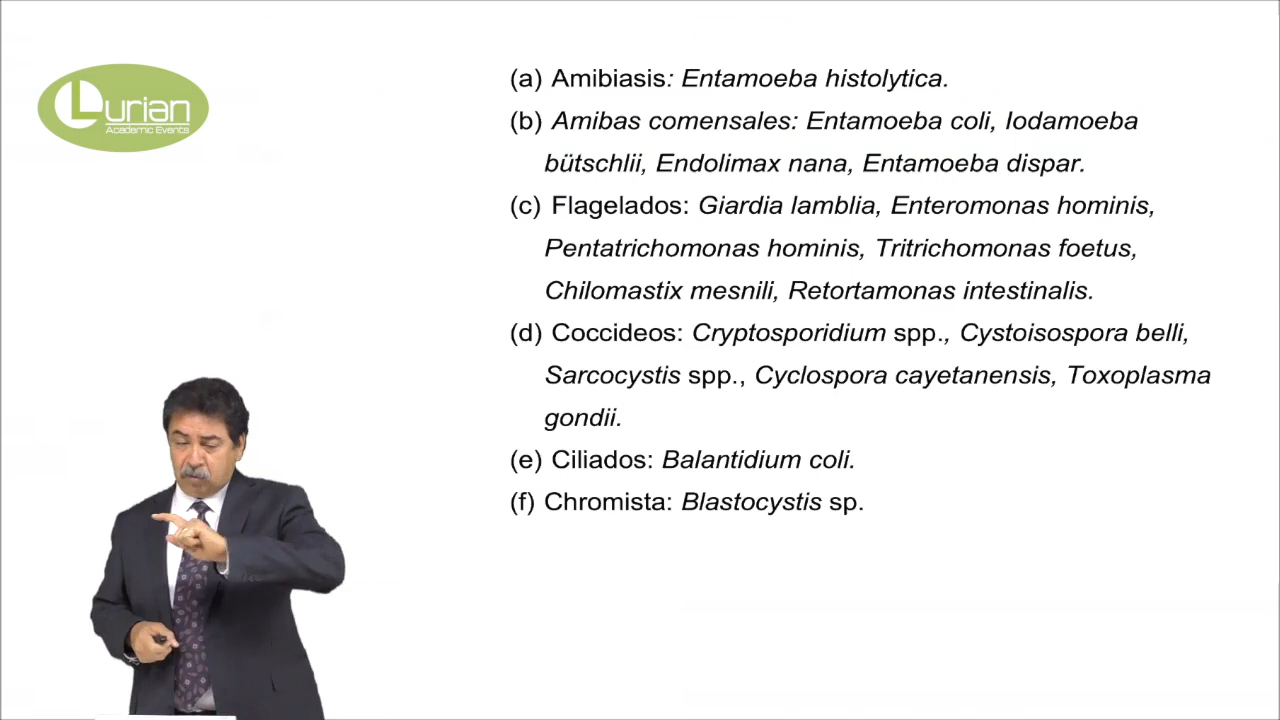 Lurian
Academic Events
(a) Amibiasis: Entamoeba histolytica.
(b) Amibas comensales: Entamoeba coli, Iodamoeba
bütschlii, Endolimax nana, Entamoeba dispar.
(c) Flagelados: Giardia lamblia, Enteromonas hominis,
Pentatrichomonas hominis, Tritrichomonas foetus,
Chilomastix mesnili, Retortamonas intestinalis.
(d) Coccideos: Cryptosporidium spp., Cystoisospora belli,
Sarcocystis spp., Cyclospora cayetanensis, Toxoplasma
gondii.
(e) Ciliados: Balantidium coli.
(f) Chromista: Blastocystis sp.